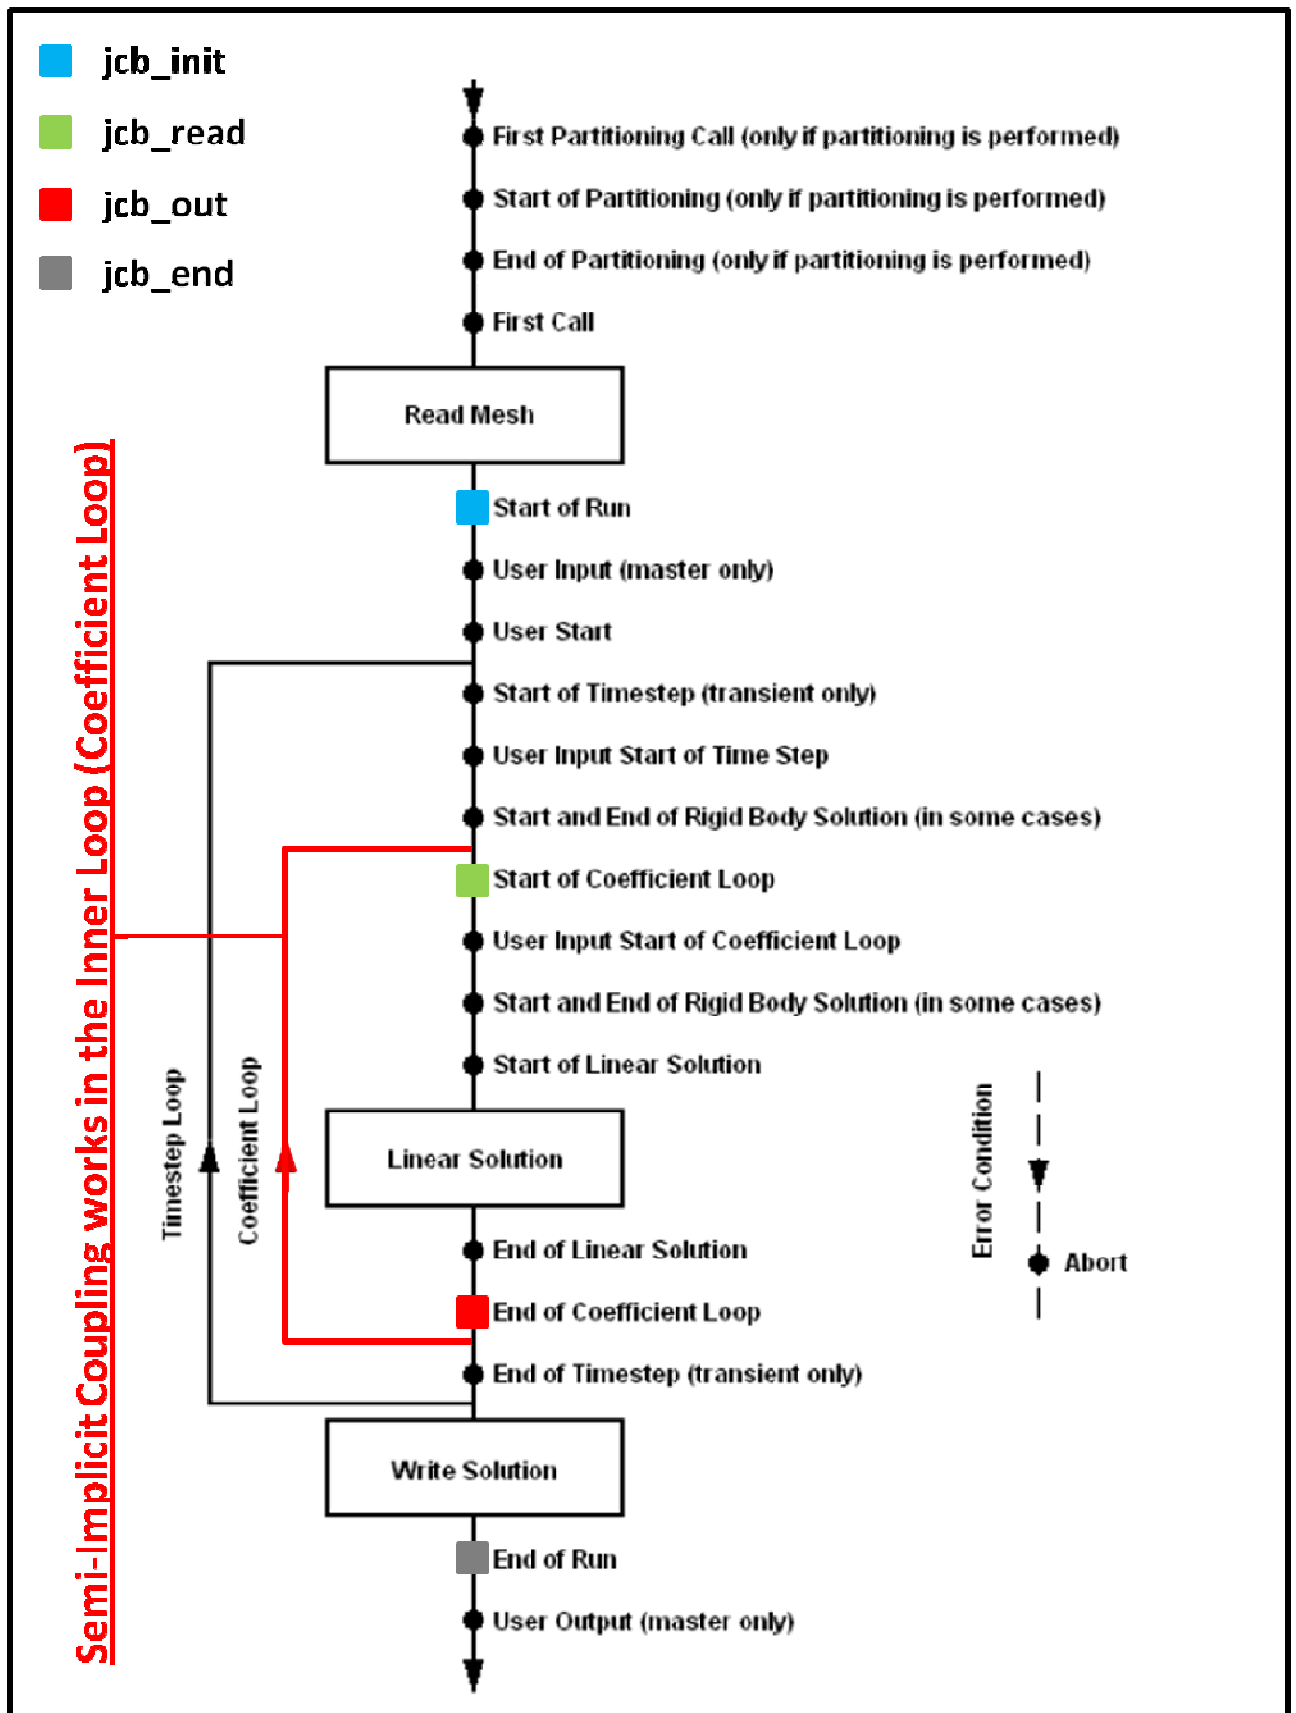 jcb_init
jcb_read
jcb_out
jcb_end
First Partitioning Call (only if partitioning is performed)
Start of Partitioning (only if partitioning is performed)
End of Partitioning (only if partitioning is performed)
First Call
Read Mesh
Start of Run
User Input (master only)
User Start
Start of Timestep (transient only)
User Input Start of Time Step
Start and End of Rigid Body Solution (in some cases)
Start of Coefficient Loop
User Input Start of Coefficient Loop
Start and End of Rigid Body Solution (in some cases)
Start of Linear Solution
Linear Solution
End of Linear Solution
End of Coefficient Loop
End of Timestep (transient only)
Write Solution
End of Run
User Output (master only)
Semi-Implicit Coupling works in the Inner Loop (Coefficient Loop)
Timestep Loop
Coefficient Loop
Error Condition
Abort